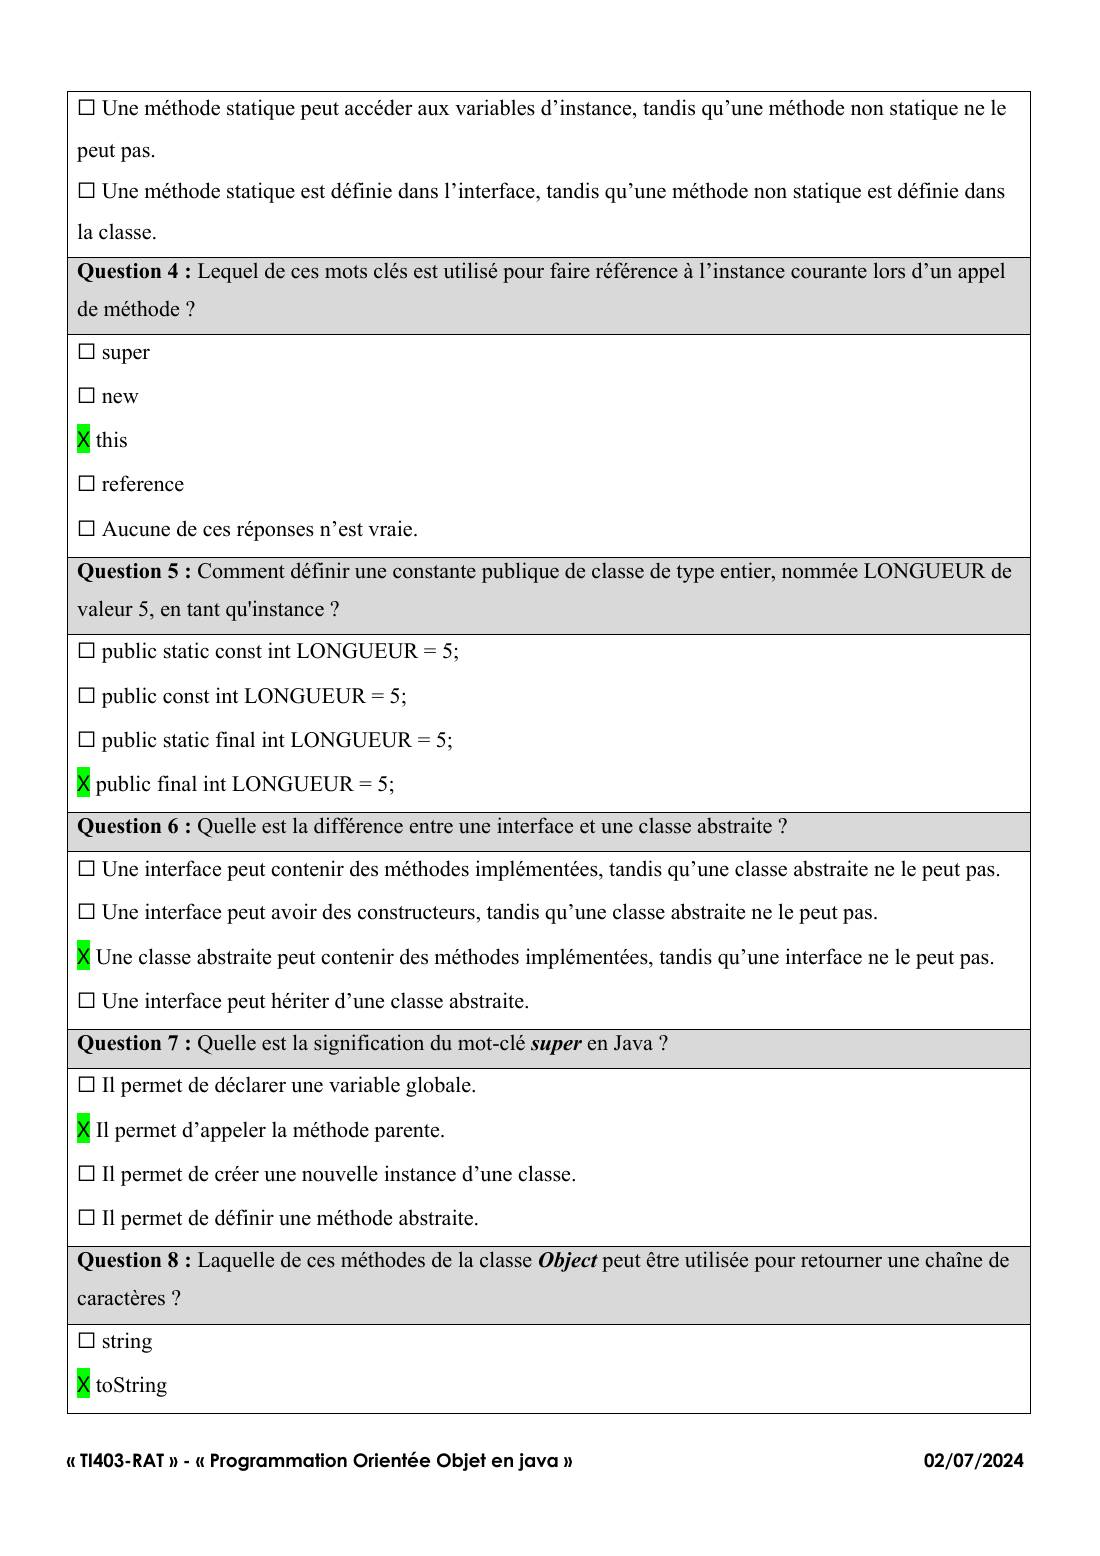 ☐ Une méthode statique peut accéder aux variables d’instance, tandis qu’une méthode non statique ne le
peut pas.
☐ Une méthode statique est définie dans l’interface, tandis qu’une méthode non statique est définie dans
la classe.
Question 4 : Lequel de ces mots clés est utilisé pour faire référence à l’instance courante lors d’un appel
de méthode ?
☐ super
☐ new
X this
☐ reference
☐ Aucune de ces réponses n’est vraie.
Question 5 : Comment définir une constante publique de classe de type entier, nommée LONGUEUR de
valeur 5, en tant qu'instance ?
☐ public static const int LONGUEUR = 5;
☐ public const int LONGUEUR = 5;
☐ public static final int LONGUEUR = 5;
X public final int LONGUEUR = 5;
Question 6 : Quelle est la différence entre une interface et une classe abstraite ?
☐ Une interface peut contenir des méthodes implémentées, tandis qu’une classe abstraite ne le peut pas.
☐ Une interface peut avoir des constructeurs, tandis qu’une classe abstraite ne le peut pas.
X Une classe abstraite peut contenir des méthodes implémentées, tandis qu’une interface ne le peut pas.
☐ Une interface peut hériter d’une classe abstraite.
Question 7 : Quelle est la signification du mot-clé super en Java ?
☐ Il permet de déclarer une variable globale.
X Il permet d’appeler la méthode parente.
☐ Il permet de créer une nouvelle instance d’une classe.
☐ Il permet de définir une méthode abstraite.
Question 8 : Laquelle de ces méthodes de la classe Object peut être utilisée pour retourner une chaîne de
caractères ?
☐ string
X toString
« TI403-RAT » - « Programmation Orientée Objet en java » 02/07/2024